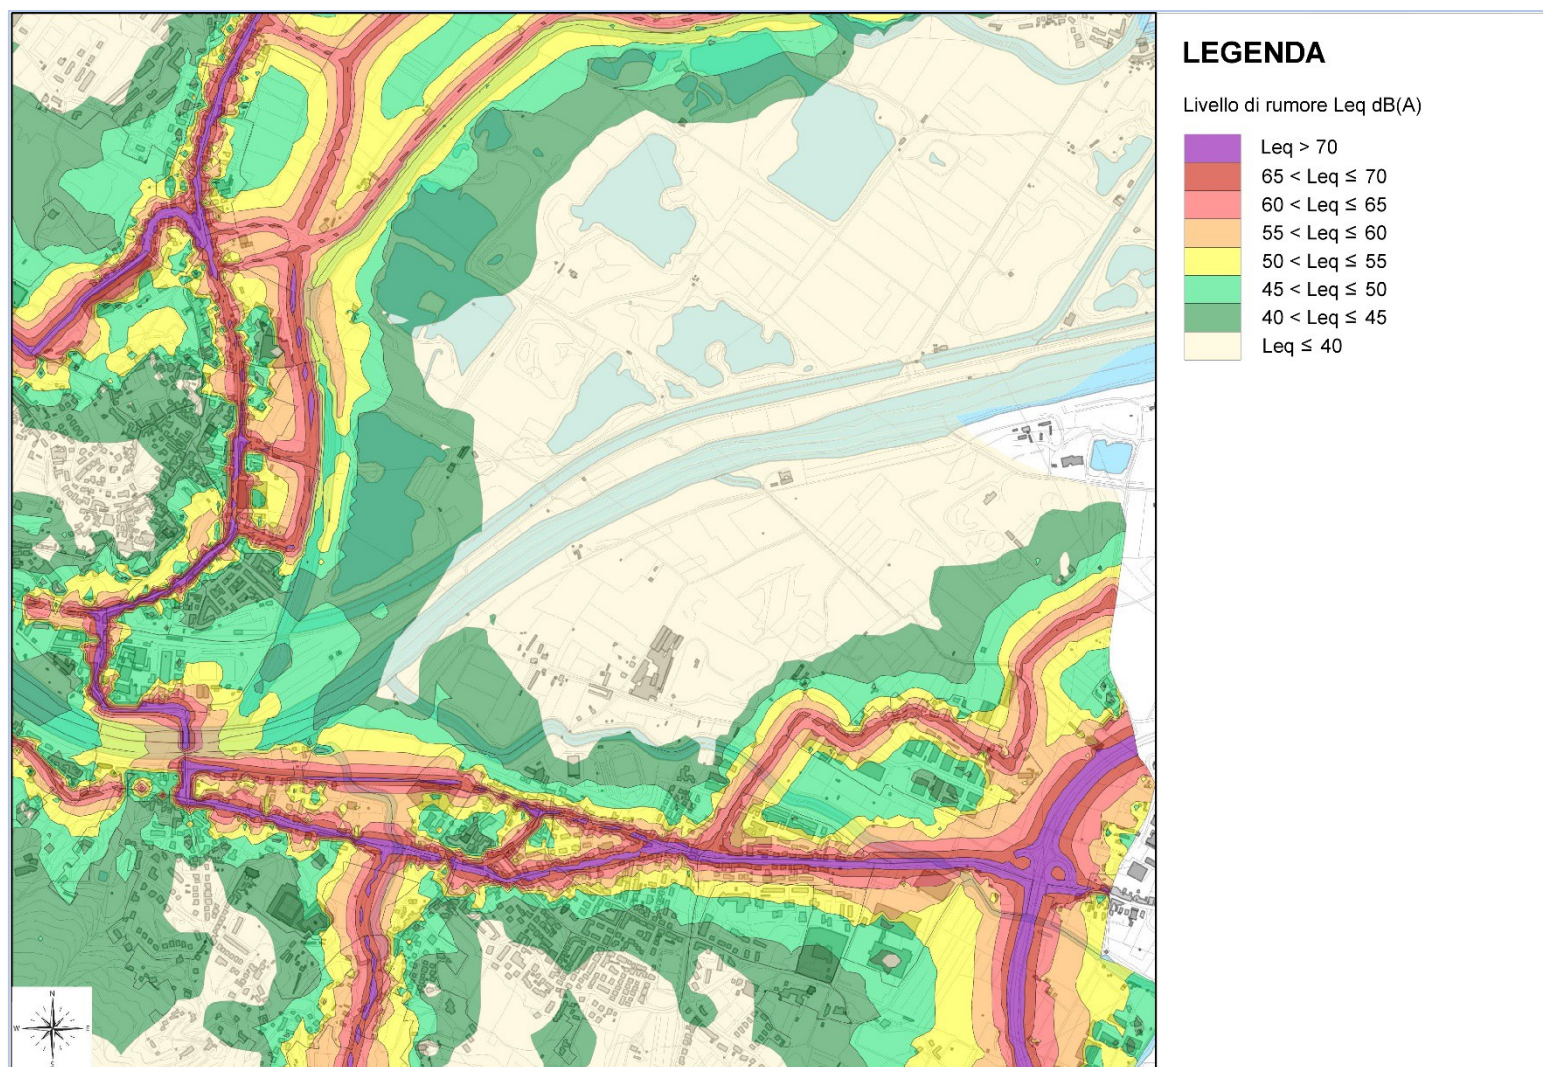 LEGENDA
Livello di rumore Leq dB(A)
Leq > 70
65 < Leq ≤ 70
60 < Leq ≤ 65
55 < Leq ≤ 60
50 < Leq ≤ 55
45 < Leq ≤ 50
40 < Leq ≤ 45
Leq ≤ 40
N
W E
S